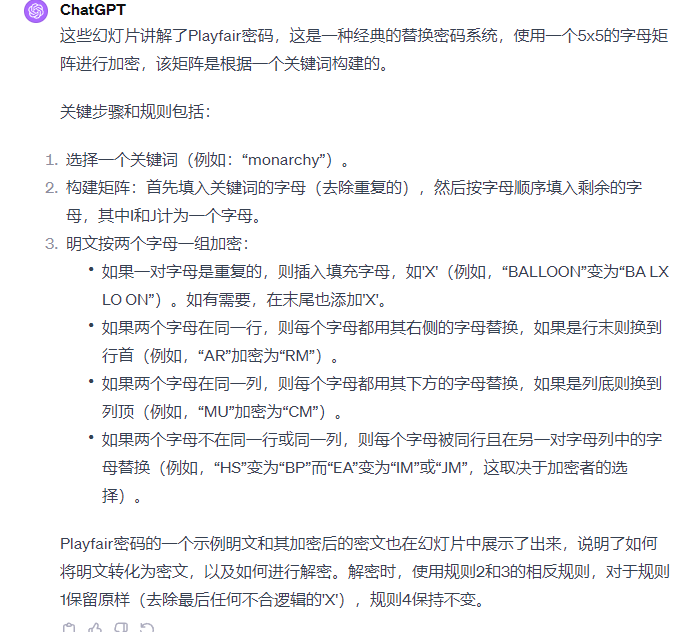 ChatGPT
这些幻灯片讲解了Playfair密码，这是一种经典的替换密码系统，使用一个5x5的字母矩
阵进行加密，该矩阵是根据一个关键词构建的。
关键步骤和规则包括：
1. 选择一个关键词（例如：“monarchy”）。
2. 构建矩阵：首先填入关键词的字母（去除重复的），然后按字母顺序填入剩余的字
母，其中I和J计为一个字母。
3. 明文按两个字母一组加密：
• 如果一对字母是重复的，则插入填充字母，如'X'（例如，“BALLOON”变为“BA LX
LO ON”）。如有需要，在末尾也添加'X'。
• 如果两个字母在同一行，则每个字母都用其右侧的字母替换，如果是行末则换到
行首（例如，“AR”加密为“RM”）。
• 如果两个字母在同一列，则每个字母都用其下方的字母替换，如果是列底则换到
列顶（例如，“MU”加密为“CM”）。
• 如果两个字母不在同一行或同一列，则每个字母被同行且在另一对字母列中的字
母替换（例如，“HS”变为“BP”而“EA”变为“IM”或“JM”，这取决于加密者的选
择）。
Playfair密码的一个示例明文和其加密后的密文也在幻灯片中展示了出来，说明了如何
将明文转化为密文，以及如何进行解密。解密时，使用规则2和3的相反规则，对于规则
1保留原样（去除最后任何不合逻辑的'X'），规则4保持不变。